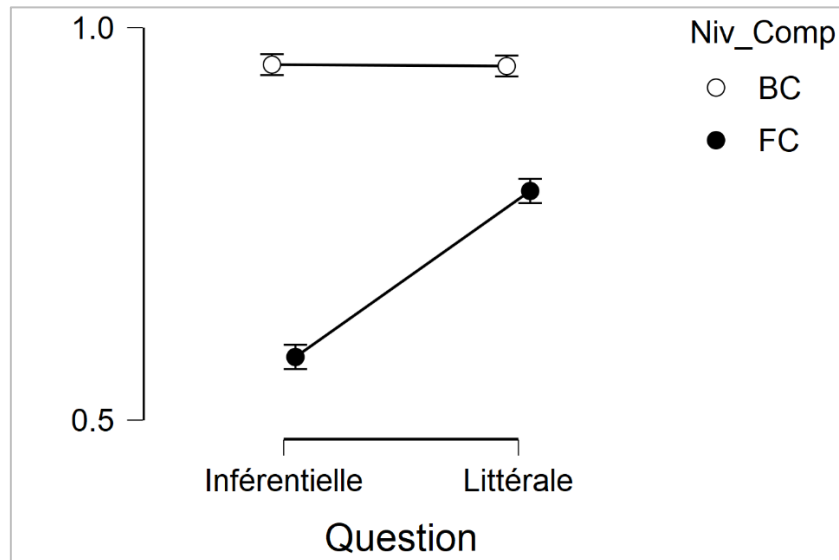 1.0
0.5
Inférentielle
Littérale
Question
Niv_Comp
BC
FC